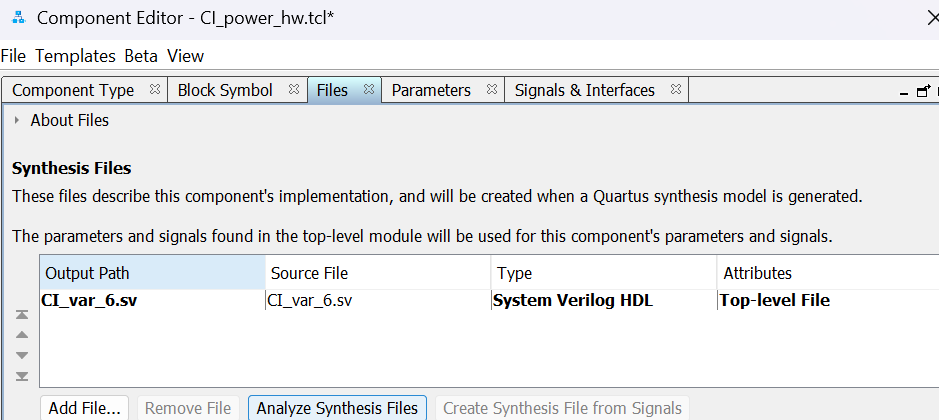 Component Editor - CI_power_hw.tcl*
File Templates Beta View
Component Type Block Symbol Files Parameters Signals & Interfaces
About Files
Synthesis Files
These files describe this component's implementation, and will be created when a Quartus synthesis model is generated.
The parameters and signals found in the top-level module will be used for this component's parameters and signals.
Output Path Source File Type Attributes
CI_var_6.sv CI_var_6.sv System Verilog HDL Top-level File
Add File... Remove File Analyze Synthesis Files Create Synthesis File from Signals